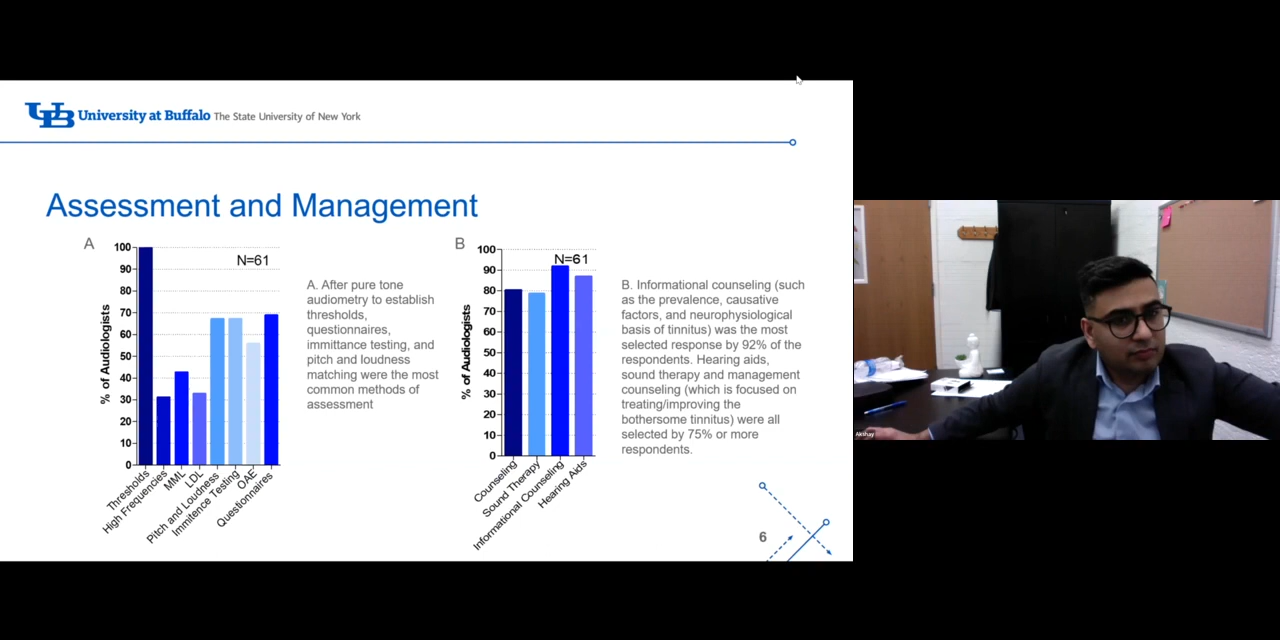 UB University at Buffalo The State University of New York
Assessment and Management
A
N=61
% of Audiologists
100
90
80
70
60
50
40
30
20
10
0
Thresholds
High Frequencies
MML
LDL
Pitch and Loudness
Immitence Testing
OAE
Questionnaires
A. After pure tone
audiometry to establish
thresholds,
questionnaires,
immittance testing, and
pitch and loudness
matching were the most
common methods of
assessment
B
N=61
% of Audiologists
100
90
80
70
60
50
40
30
20
10
0
Counseling
Sound Therapy
Informational Counseling
Hearing Aids
B. Informational counseling (such
as the prevalence, causative
factors, and neurophysiological
basis of tinnitus) was the most
selected response by 92% of the
respondents. Hearing aids,
sound therapy and management
counseling (which is focused on
treating/improving the
bothersome tinnitus) were all
selected by 75% or more
respondents.
6
Akshay